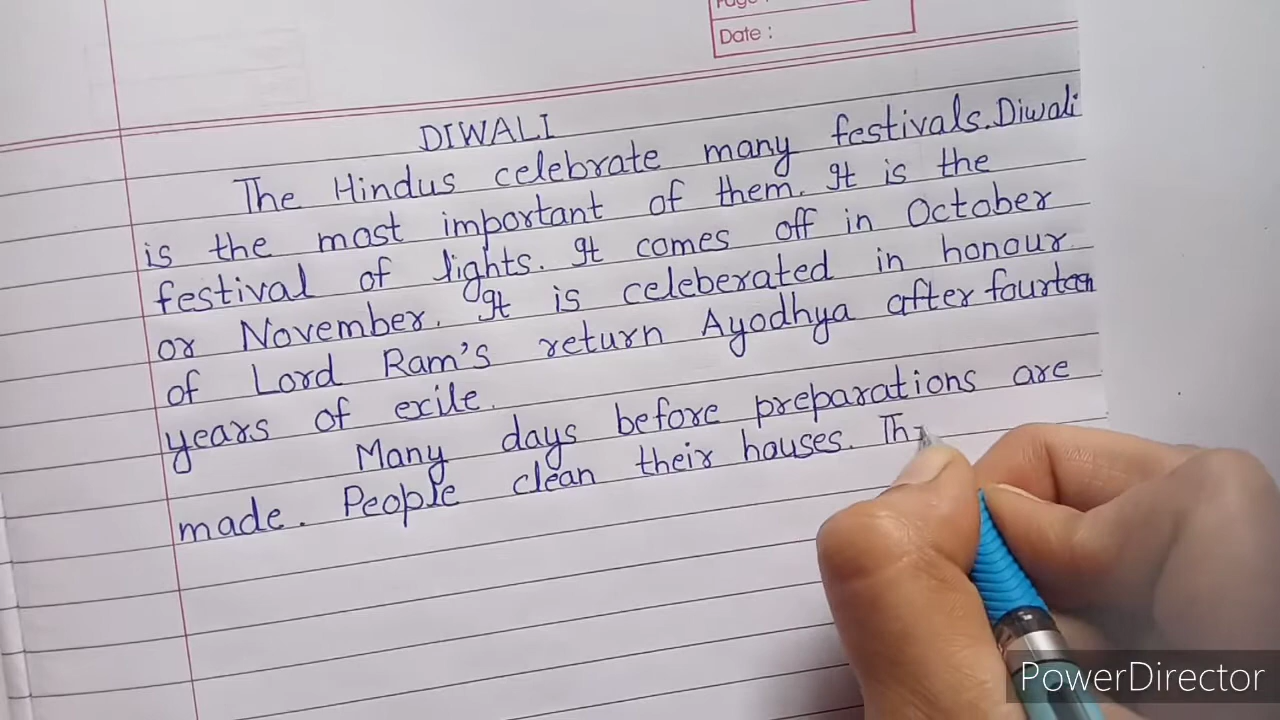 Date :
DIWALI
The Hindus celebrate many festivals. Diwali
is the most important of them. It is the
festival of lights. It comes off in October
or November. It is celeberated in honour
of Lord Ram's return Ayodhya after fourteen
years of exile.
Many days before preparations are
made. People clean their houses. Th
PowerDirector